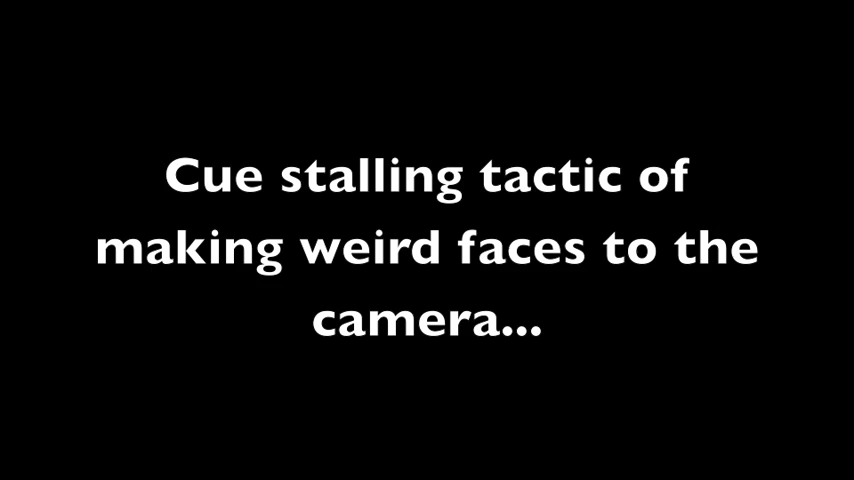 Cue stalling tactic of
making weird faces to the
camera...